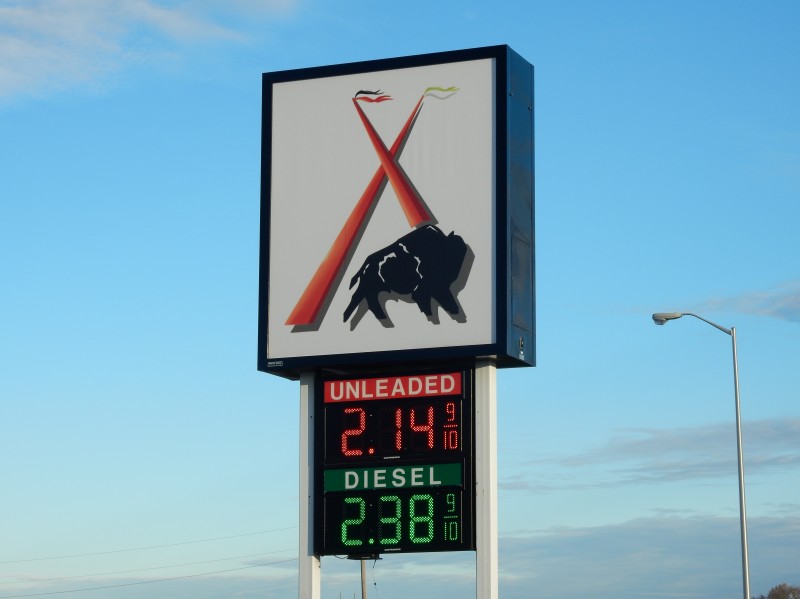 UNLEADED
2.14 9/10
DIESEL
2.38 9/10